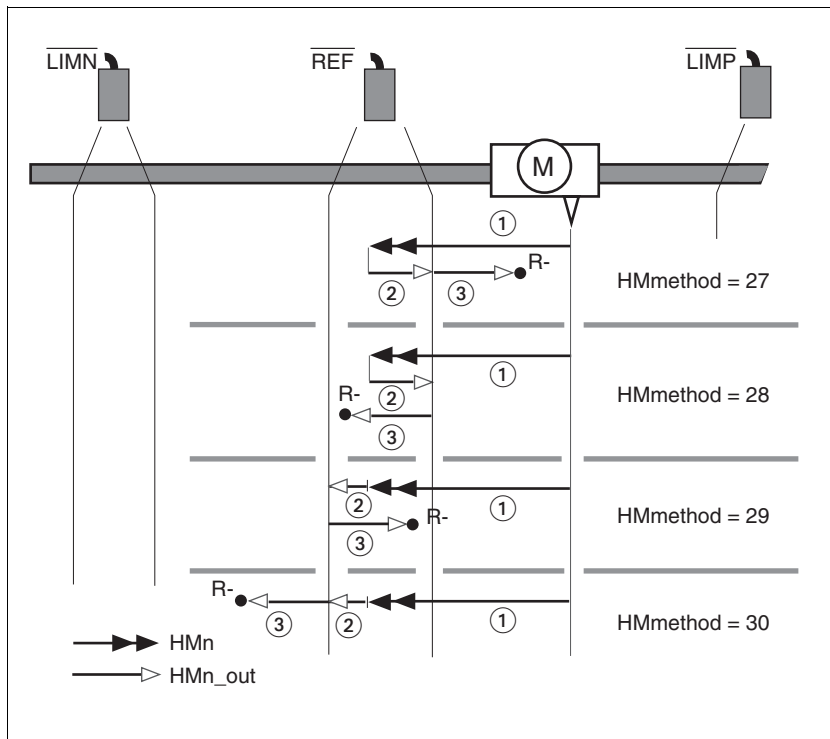 LIMN REF LIMP
M
1
R-
2 3
HMmethod = 27
1
R-
2
HMmethod = 28
3
2 1
R-
HMmethod = 29
3
R-
3 2 1
HMmethod = 30
HMn
HMn_out